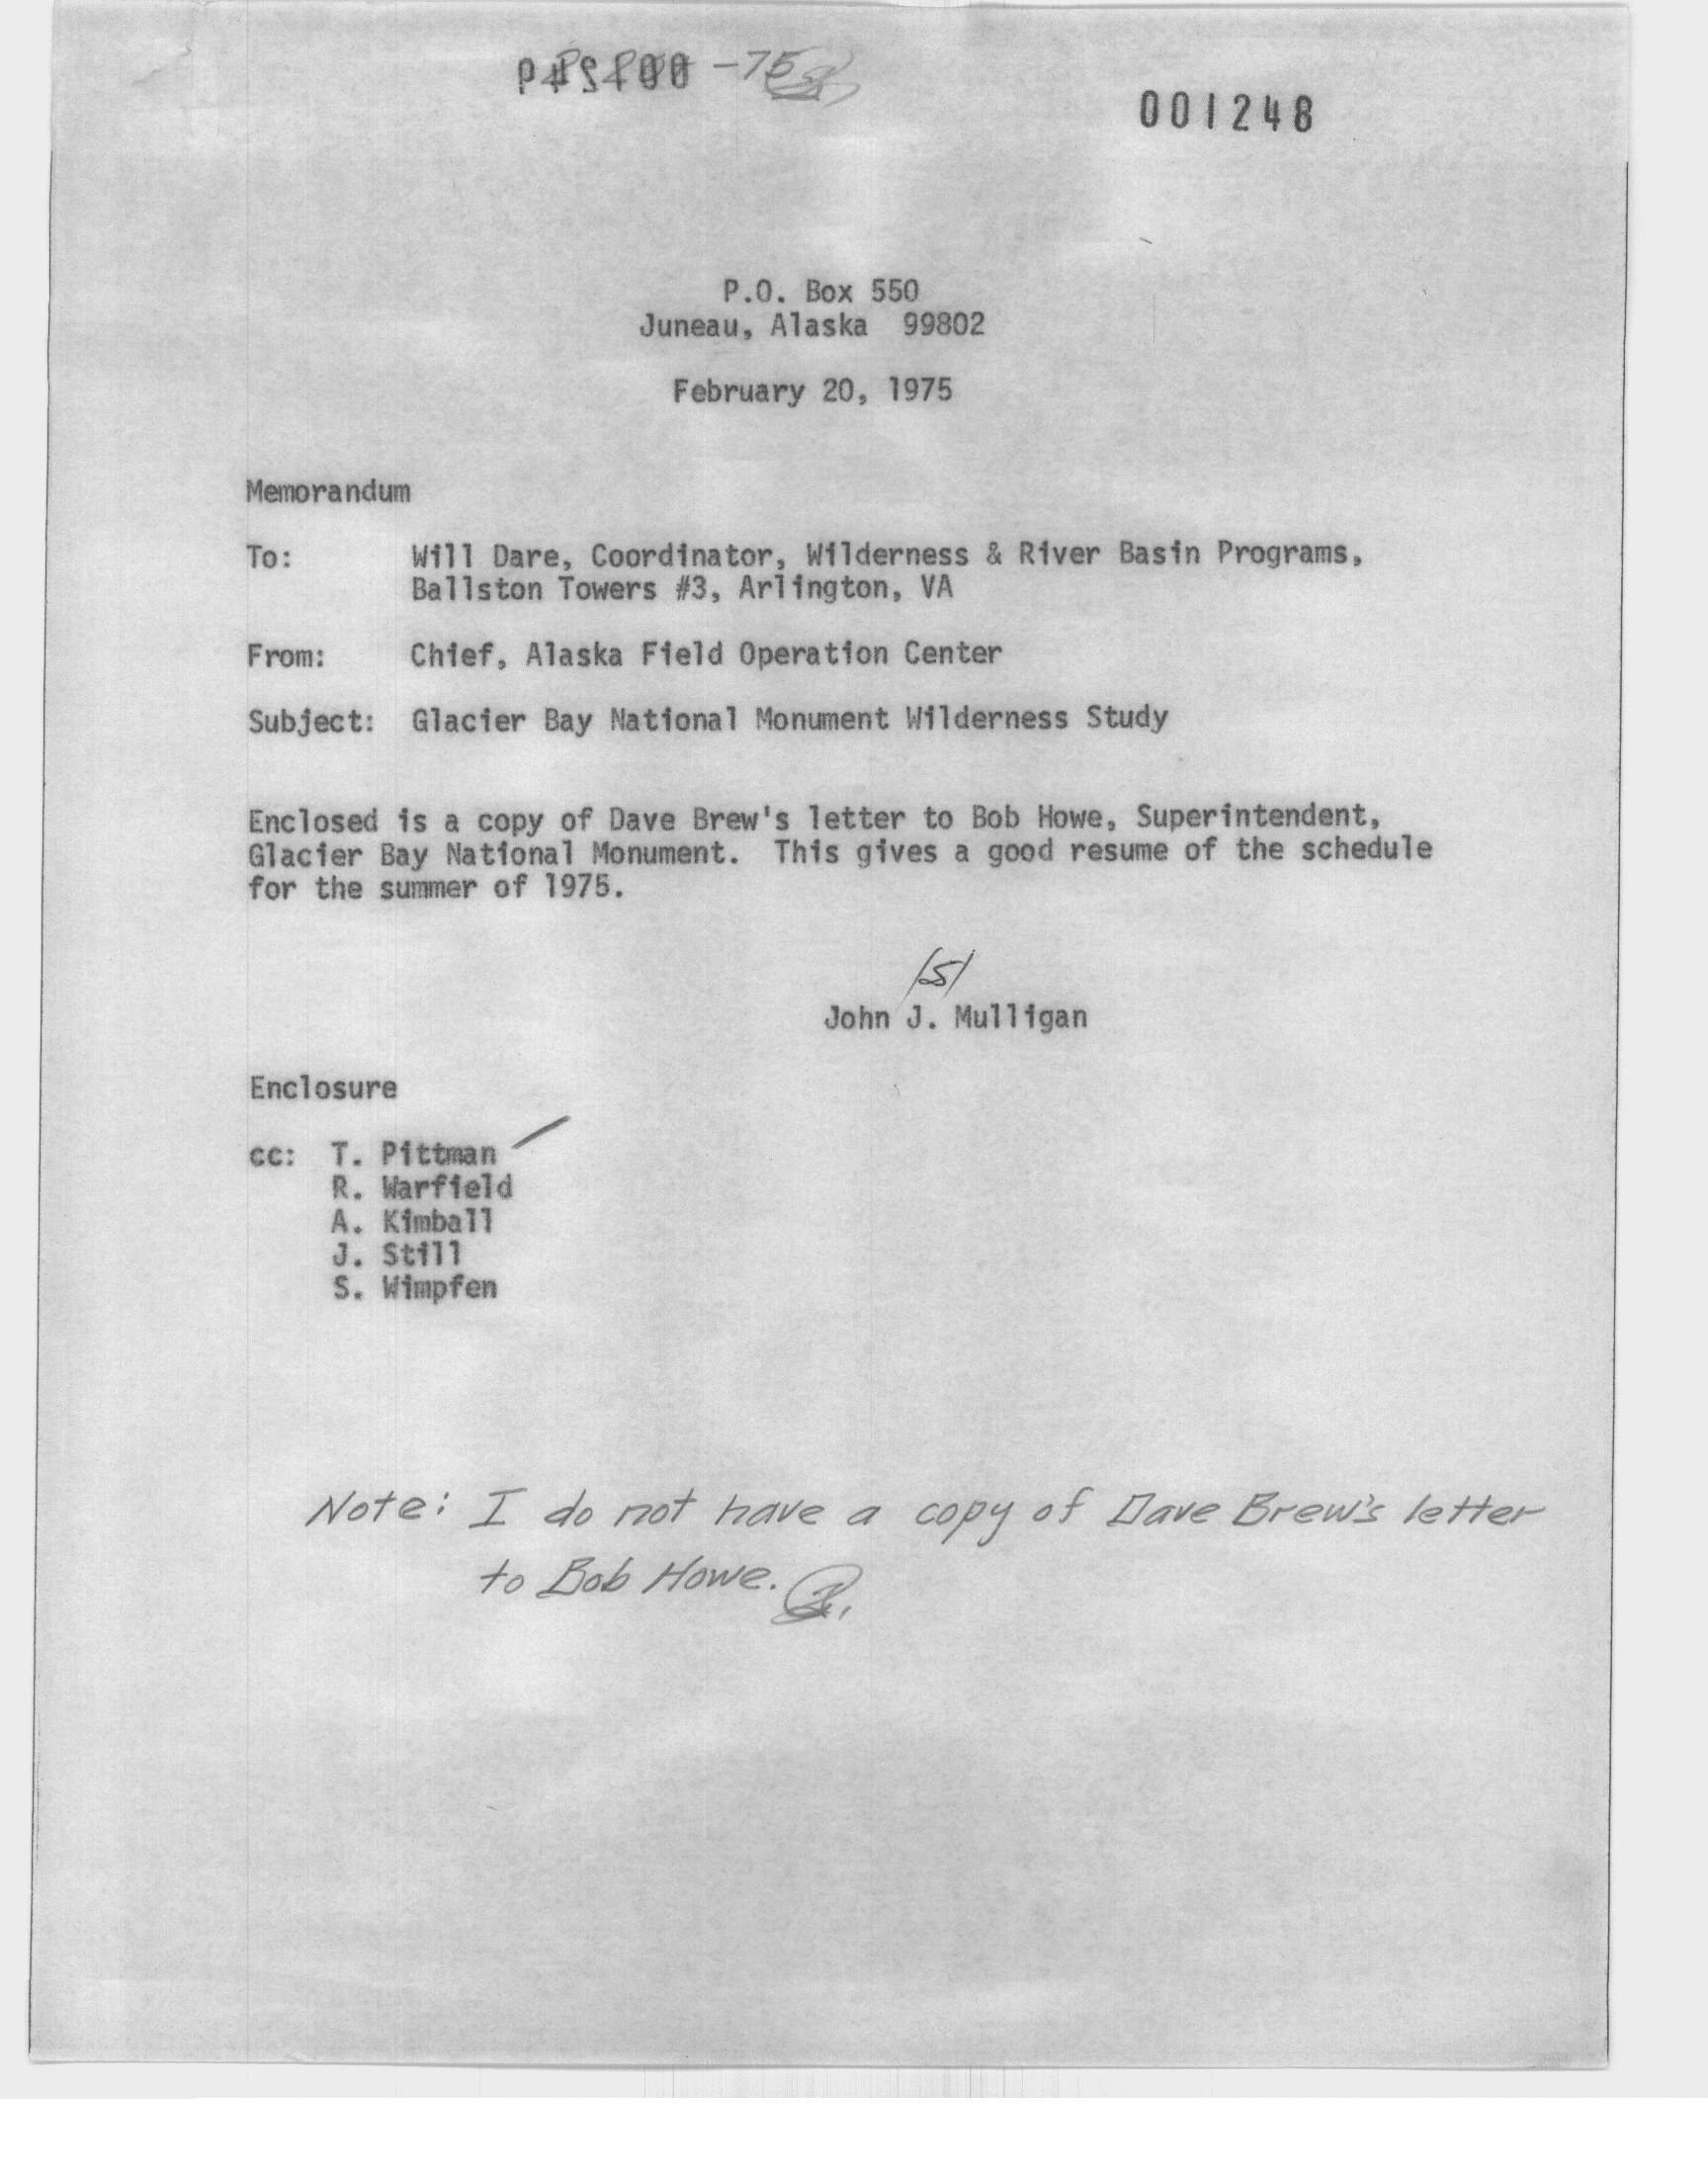 -75
001248
P.O. Box 550
Juneau, Alaska  99802
February 20, 1975
Memorandum
To: Will Dare, Coordinator, Wilderness & River Basin Programs,
Ballston Towers #3, Arlington, VA
From: Chief, Alaska Field Operation Center
Subject: Glacier Bay National Monument Wilderness Study
Enclosed is a copy of Dave Brew's letter to Bob Howe, Superintendent,
Glacier Bay National Monument.  This gives a good resume of the schedule
for the summer of 1975.
/S/
John J. Mulligan
Enclosure
cc: T. Pittman
R. Warfield
A. Kimball
J. Still
S. Wimpfen
Note: I do not have a copy of Dave Brew's letter
to Bob Howe.